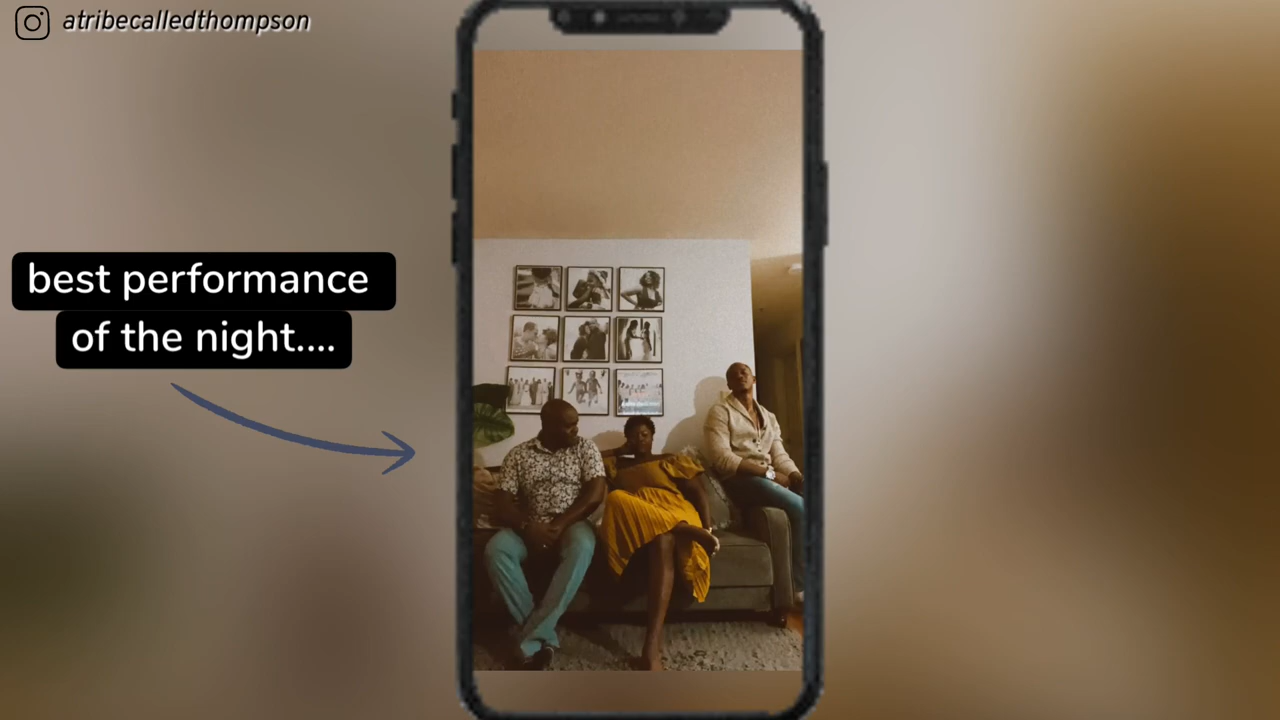 atribecalledthompson
best performance
of the night....